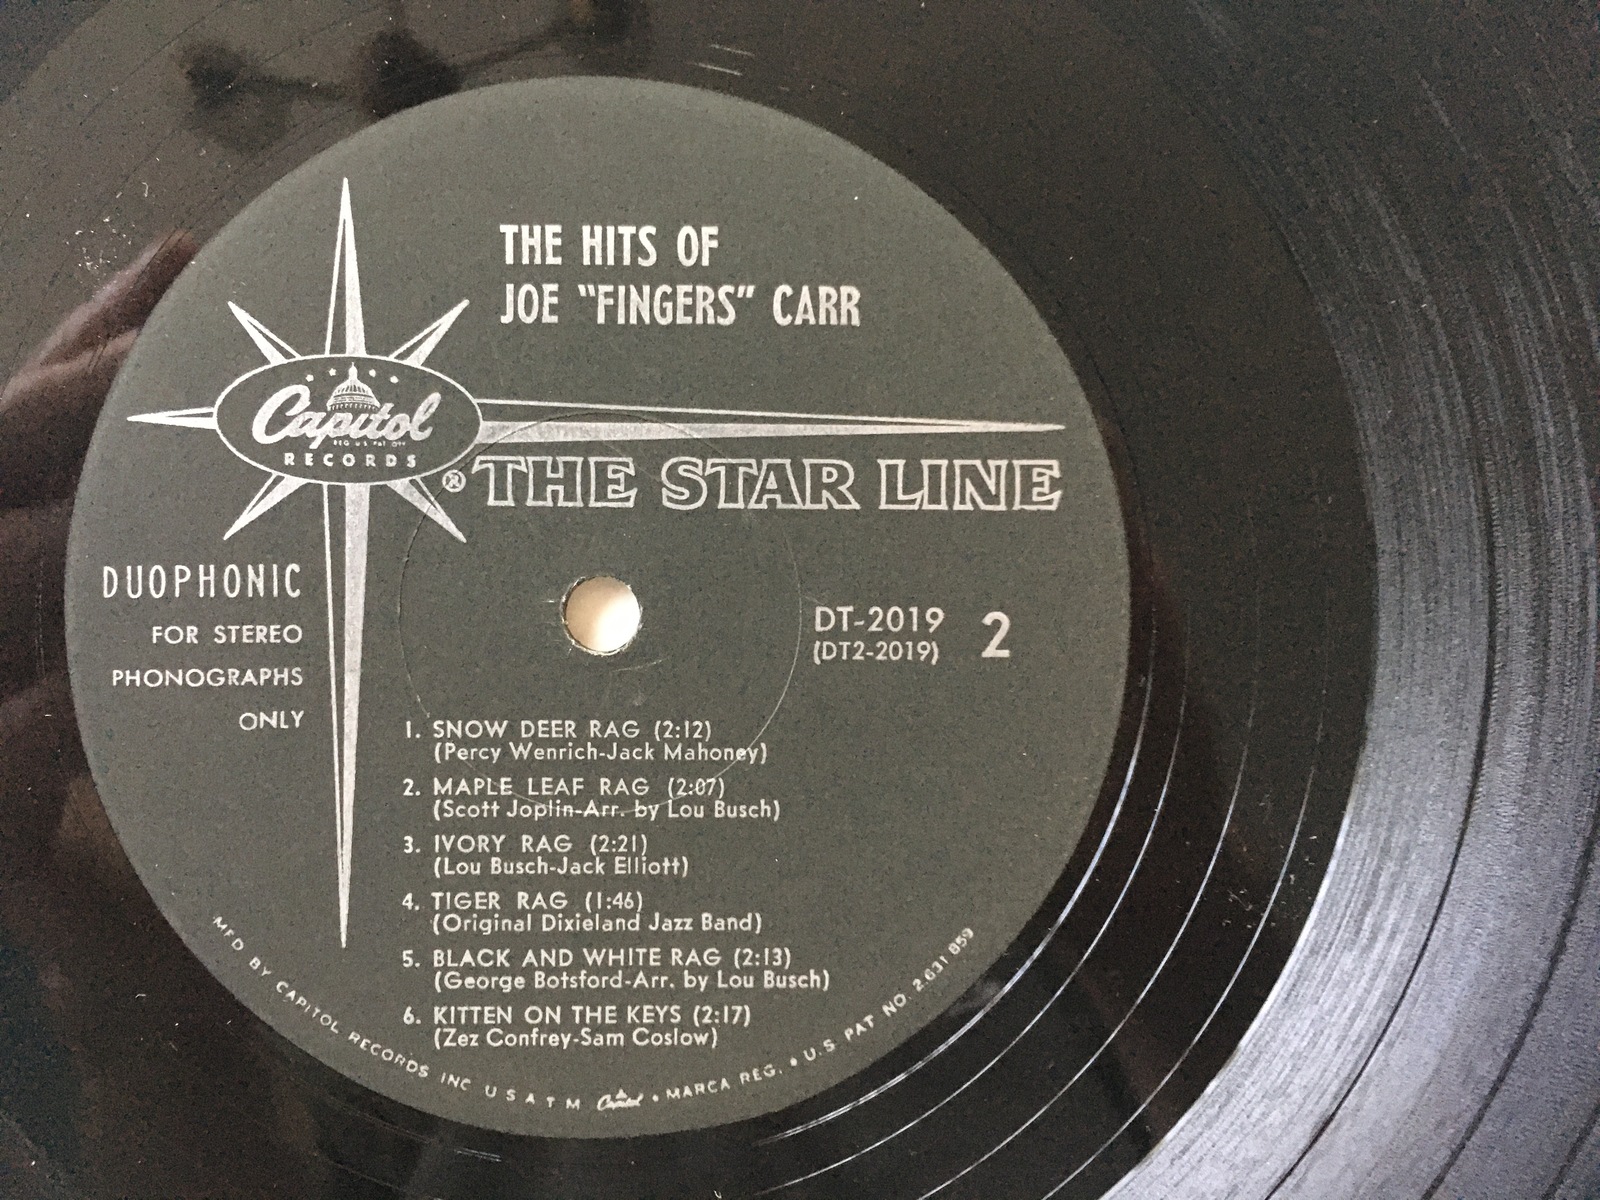 THE HITS OF
JOE "FINGERS" CARR
Capitol
REG U.S. PAT. OFF.
RECORDS
®
THE STAR LINE
DUOPHONIC
FOR STEREO
PHONOGRAPHS
ONLY
DT-2019
(DT2-2019)
2
1. SNOW DEER RAG (2:12)
(Percy Wenrich-Jack Mahoney)
2. MAPLE LEAF RAG (2:07)
(Scott Joplin-Arr. by Lou Busch)
3. IVORY RAG (2:21)
(Lou Busch-Jack Elliott)
4. TIGER RAG (1:46)
(Original Dixieland Jazz Band)
5. BLACK AND WHITE RAG (2:13)
(George Botsford-Arr. by Lou Busch)
6. KITTEN ON THE KEYS (2:17)
(Zez Confrey-Sam Coslow)
MFD BY CAPITOL RECORDS INC U S A T M Capitol • MARCA REG. • U.S. PAT NO. 2,631 859